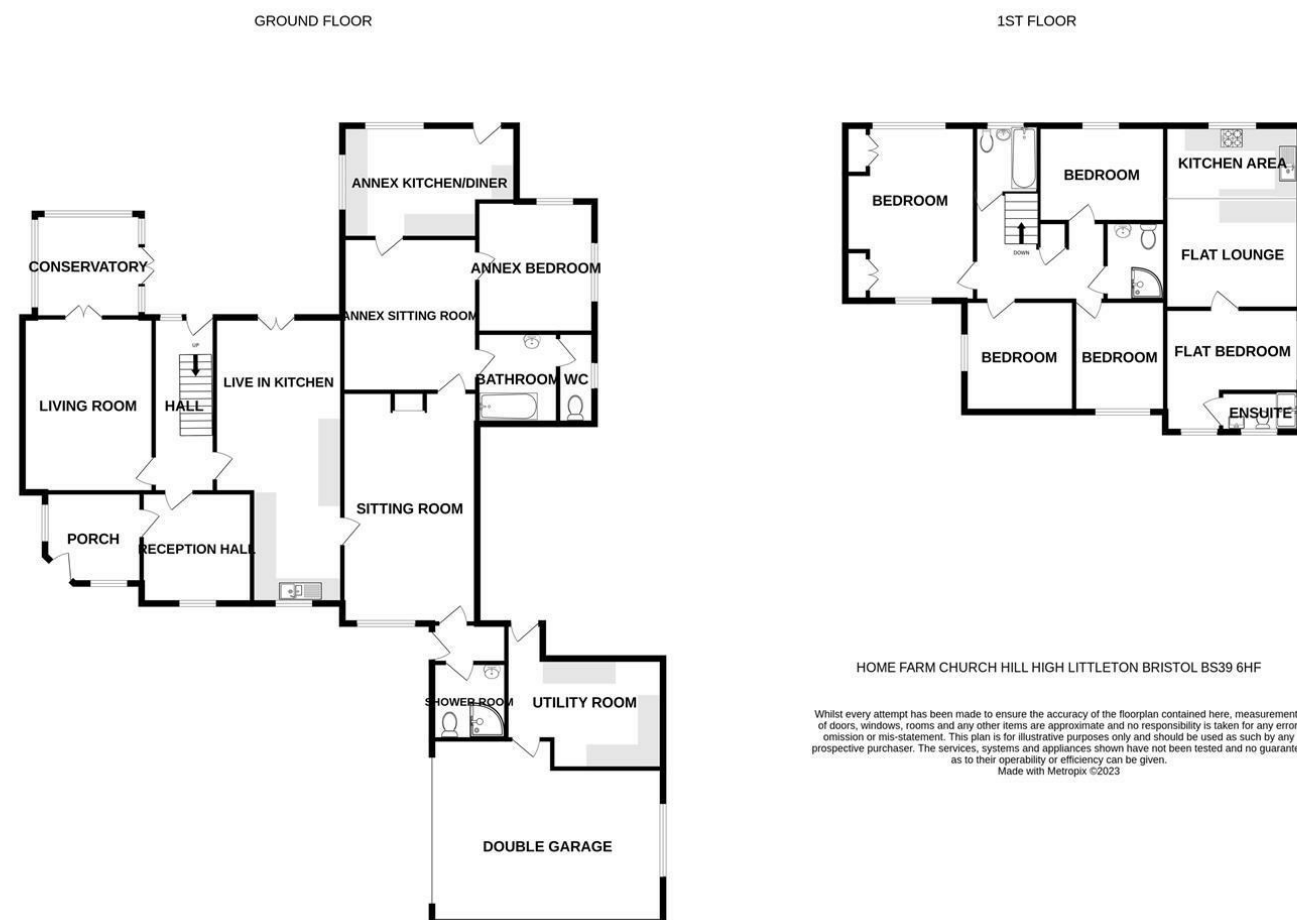 GROUND FLOOR
1ST FLOOR
ANNEX KITCHEN/DINER
CONSERVATORY
ANNEX BEDROOM
ANNEX SITTING ROOM
UP
LIVE IN KITCHEN
BATHROOM
WC
LIVING ROOM
HALL
SITTING ROOM
PORCH
RECEPTION HALL
SHOWER ROOM
UTILITY ROOM
DOUBLE GARAGE
KITCHEN AREA
BEDROOM
BEDROOM
DOWN
FLAT LOUNGE
BEDROOM
BEDROOM
FLAT BEDROOM
ENSUITE
HOME FARM CHURCH HILL HIGH LITTLETON BRISTOL BS39 6HF
Whilst every attempt has been made to ensure the accuracy of the floorplan contained here, measurement
of doors, windows, rooms and any other items are approximate and no responsibility is taken for any error
omission or mis-statement. This plan is for illustrative purposes only and should be used as such by any
prospective purchaser. The services, systems and appliances shown have not been tested and no guarante
as to their operability or efficiency can be given.
Made with Metropix ©2023